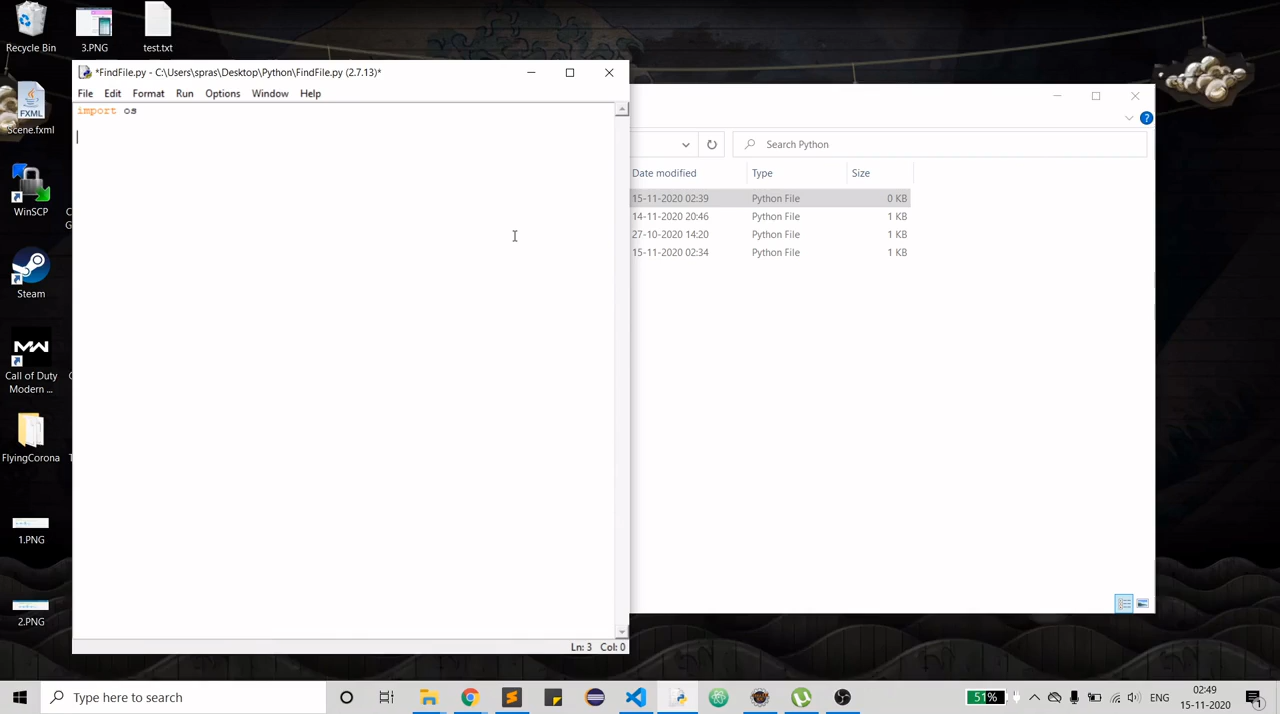 Recycle Bin
3.PNG
test.txt
FXML
Scene.fxml
WinSCP
Steam
Call of Duty
Modern ...
FlyingCorona
1.PNG
2.PNG
*FindFile.py - C:\Users\spras\Desktop\Python\FindFile.py (2.7.13)*
File Edit Format Run Options Window Help
import os
Ln: 3 Col: 0
Search Python
Date modified Type Size
15-11-2020 02:39 Python File 0 KB
14-11-2020 20:46 Python File 1 KB
27-10-2020 14:20 Python File 1 KB
15-11-2020 02:34 Python File 1 KB
Type here to search
51%
ENG
02:49
15-11-2020